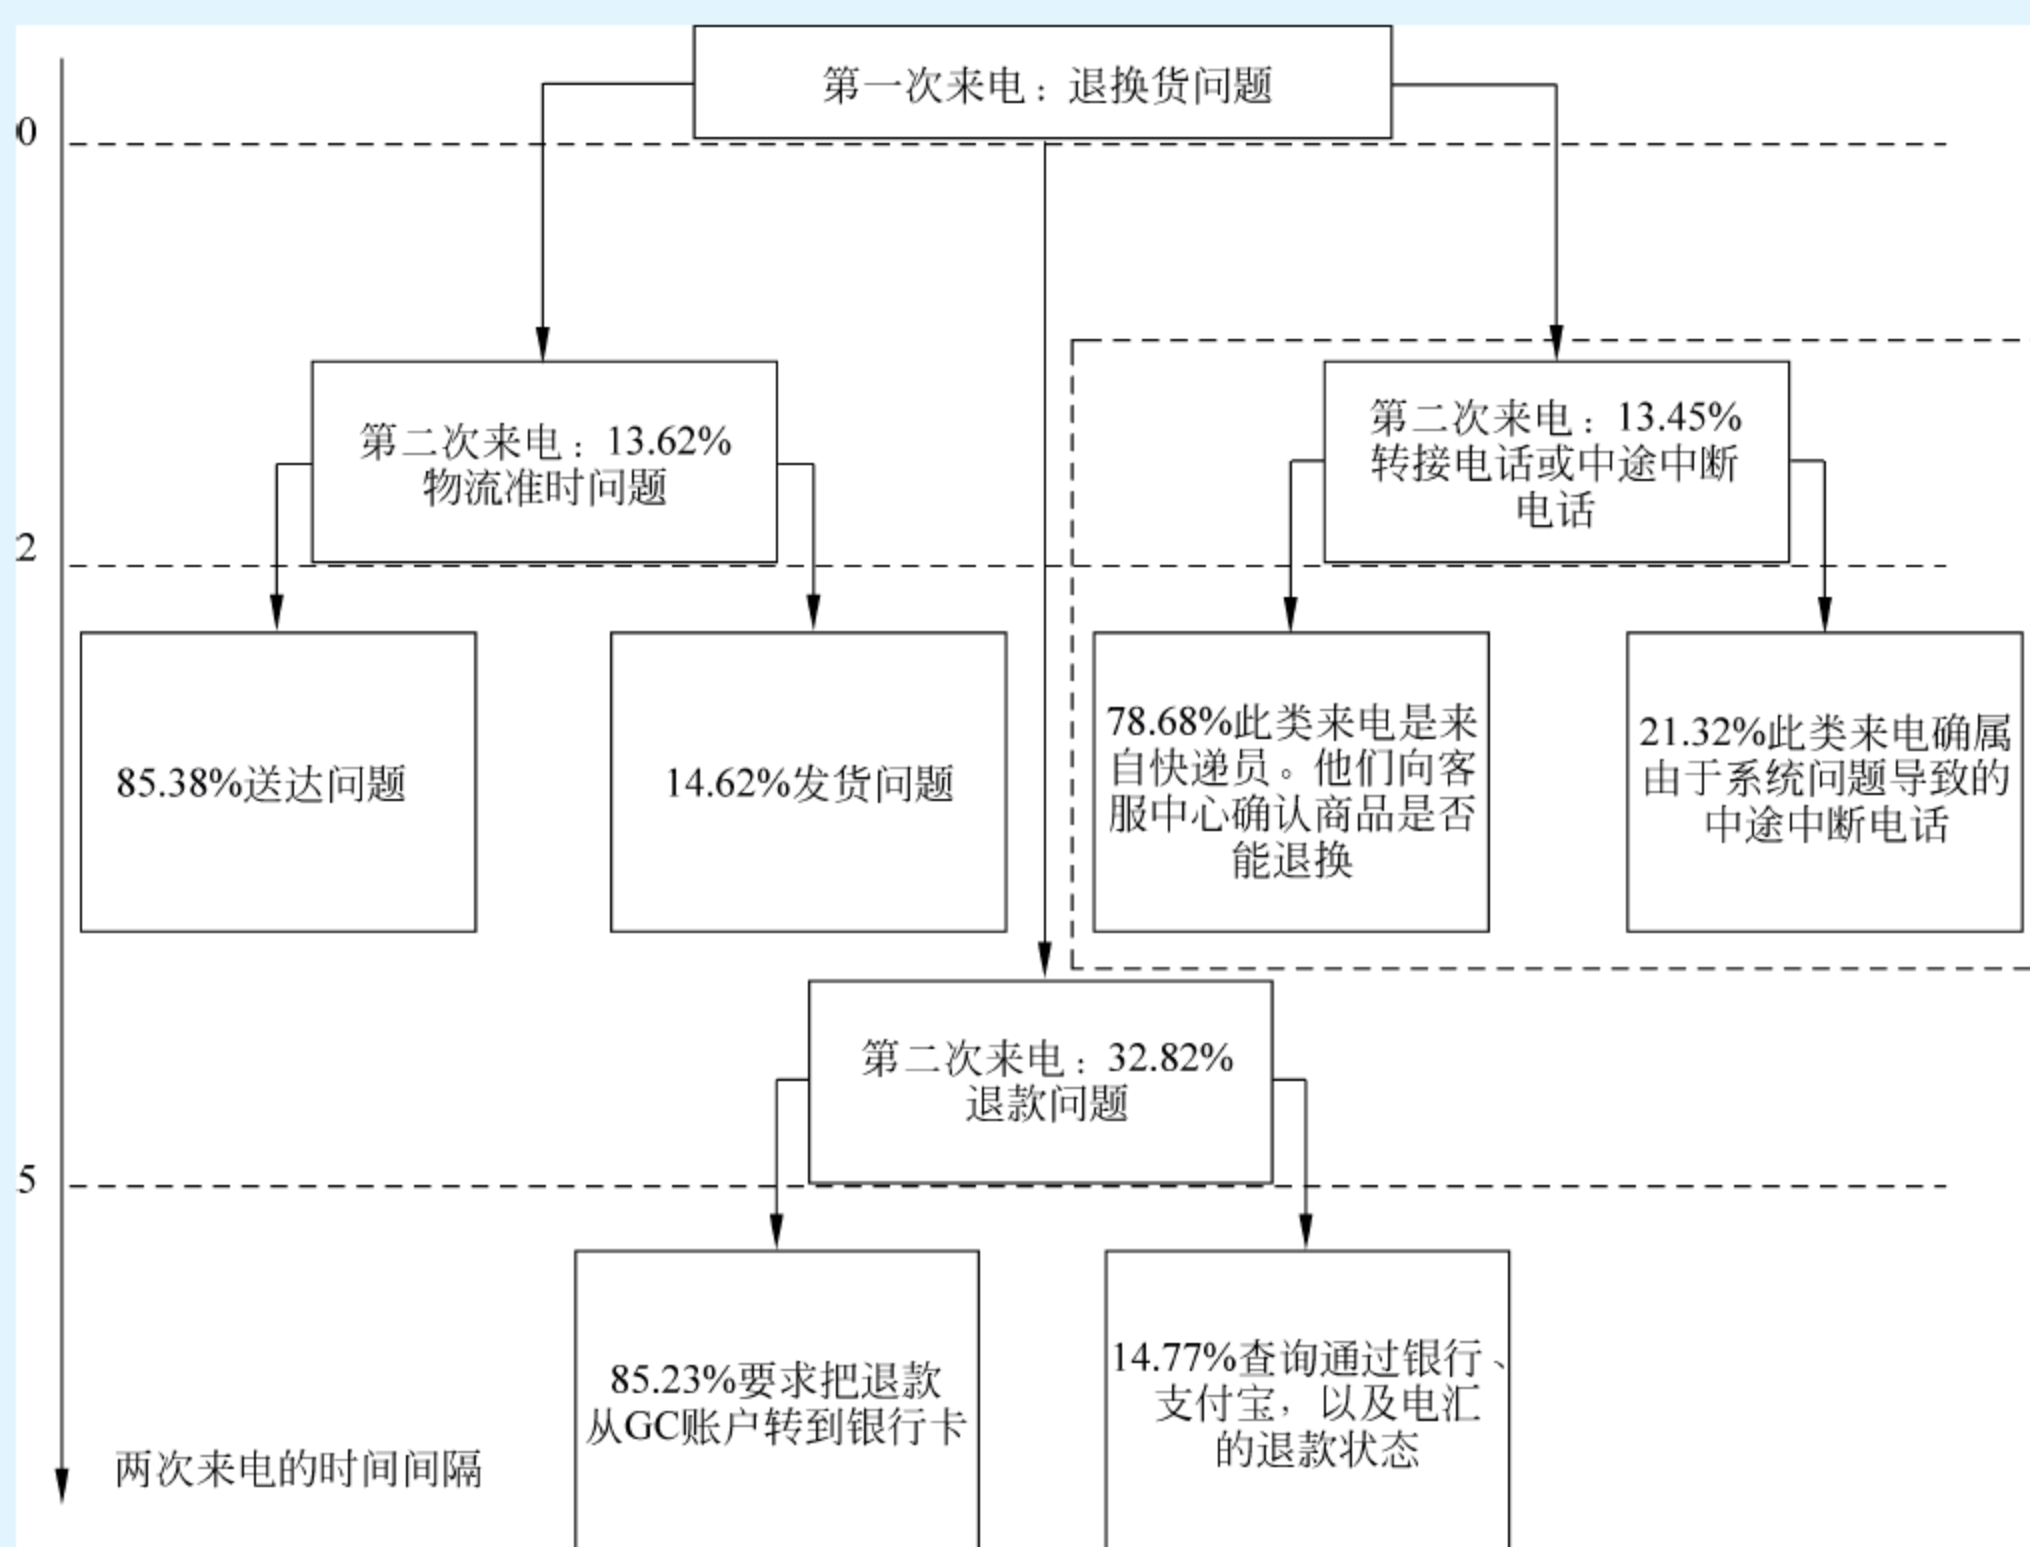 第一次来电：退换货问题
0
第二次来电：13.62%
物流准时问题
第二次来电：13.45%
转接电话或中途中断
电话
2
85.38%送达问题
14.62%发货问题
78.68%此类来电是来
自快递员。他们向客
服中心确认商品是否
能退换
21.32%此类来电确属
由于系统问题导致的
中途中断电话
第二次来电：32.82%
退款问题
5
85.23%要求把退款
从GC账户转到银行卡
14.77%查询通过银行、
支付宝，以及电汇
的退款状态
两次来电的时间间隔